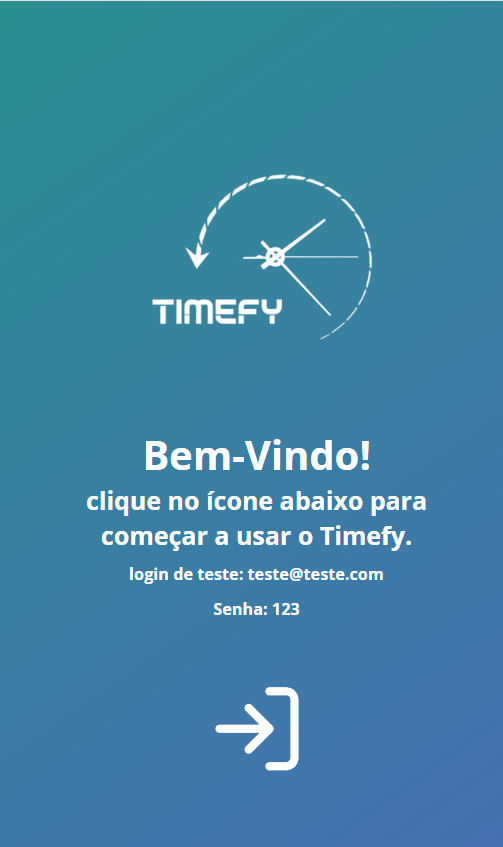 TIMEFY
Bem-Vindo!
clique no ícone abaixo para
começar a usar o Timefy.
login de teste: teste@teste.com
Senha: 123